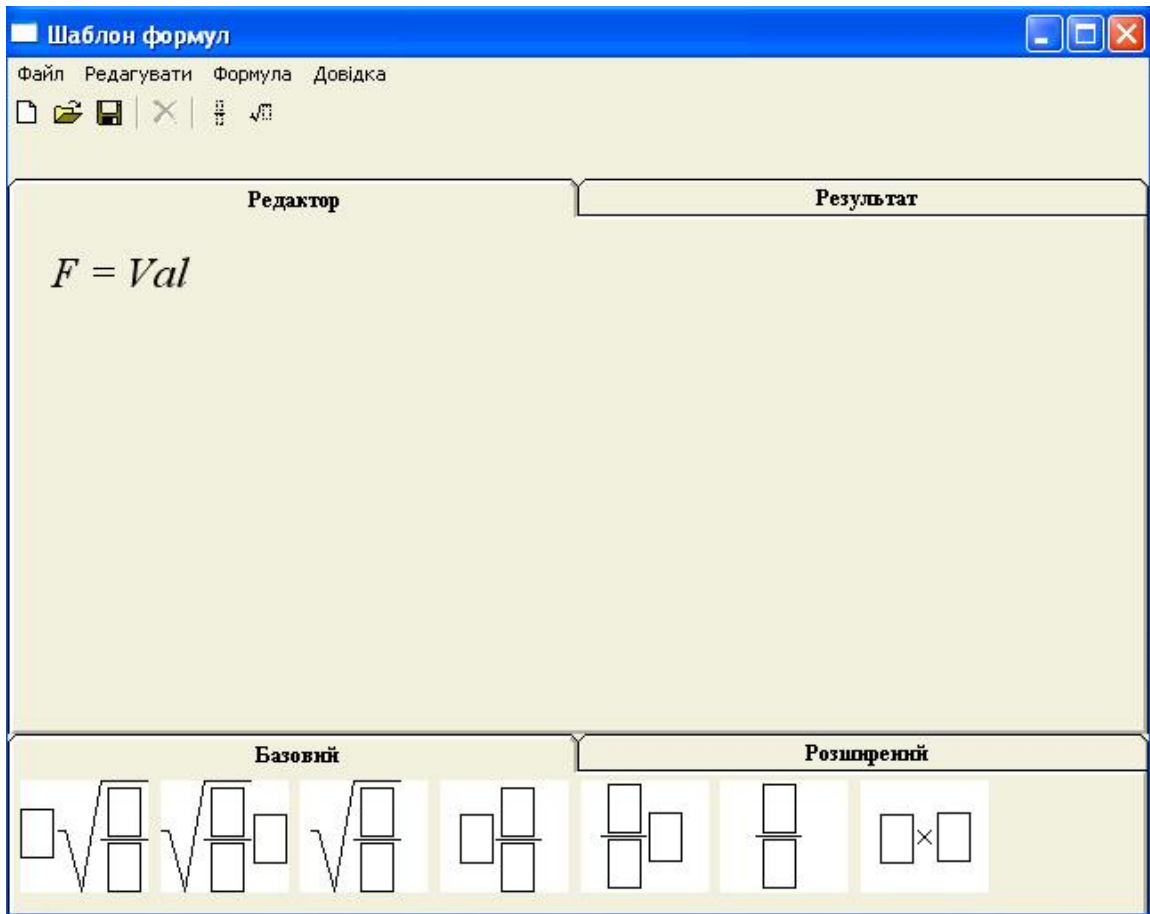 Шаблон формул
Файл Редагувати Формула Довідка
Редактор Результат
F = Val
Базовий Розширений